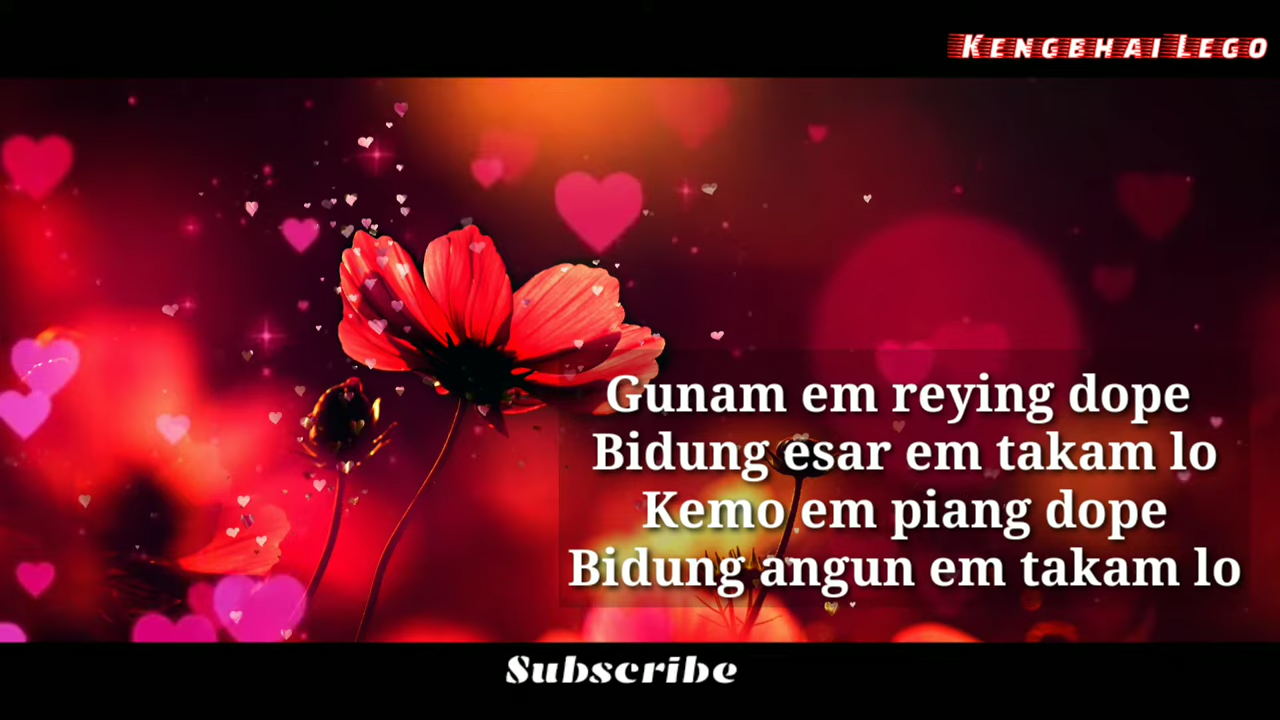 KENGBHAI LEGO
Gunam em reying dope
Bidung esar em takam lo
Kemo em piang dope
Bidung angun em takam lo
Subscribe